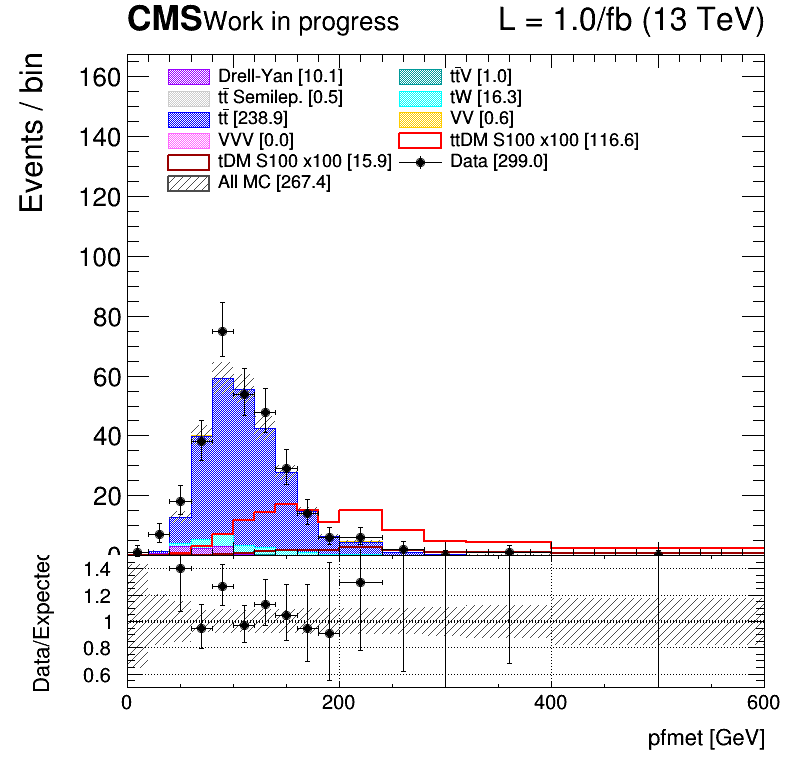 CMS Work in progress L = 1.0/fb (13 TeV)
Events / bin
160
140
120
100
80
60
40
20
0
Drell-Yan [10.1] tt̄V [1.0]
tt̄ Semilep. [0.5] tW [16.3]
tt̄ [238.9] VV [0.6]
VVV [0.0] ttDM S100 x100 [116.6]
tDM S100 x100 [15.9] Data [299.0]
All MC [267.4]
Data/Expected
1.4
1.2
1
0.8
0.6
0 200 400 600
pfmet [GeV]